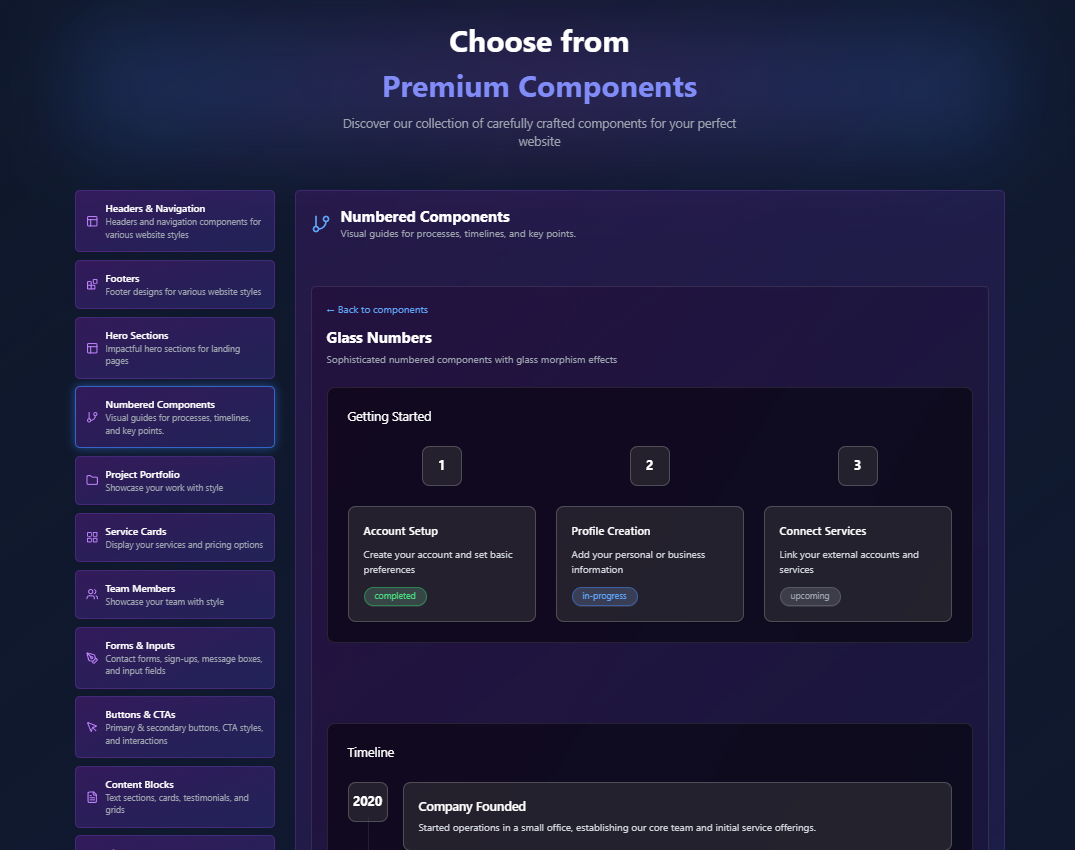 Choose from
Premium Components
Discover our collection of carefully crafted components for your perfect
website
Headers & Navigation
Headers and navigation components for
various website styles
Footers
Footer designs for various website styles
Hero Sections
Impactful hero sections for landing
pages
Numbered Components
Visual guides for processes, timelines,
and key points.
Project Portfolio
Showcase your work with style
Service Cards
Display your services and pricing options
Team Members
Showcase your team with style
Forms & Inputs
Contact forms, sign-ups, message boxes,
and input fields
Buttons & CTAs
Primary & secondary buttons, CTA styles,
and interactions
Content Blocks
Text sections, cards, testimonials, and
grids
Numbered Components
Visual guides for processes, timelines, and key points.
← Back to components
Glass Numbers
Sophisticated numbered components with glass morphism effects
Getting Started
1
2
3
Account Setup
Create your account and set basic
preferences
completed
Profile Creation
Add your personal or business
information
in-progress
Connect Services
Link your external accounts and
services
upcoming
Timeline
2020
Company Founded
Started operations in a small office, establishing our core team and initial service offerings.